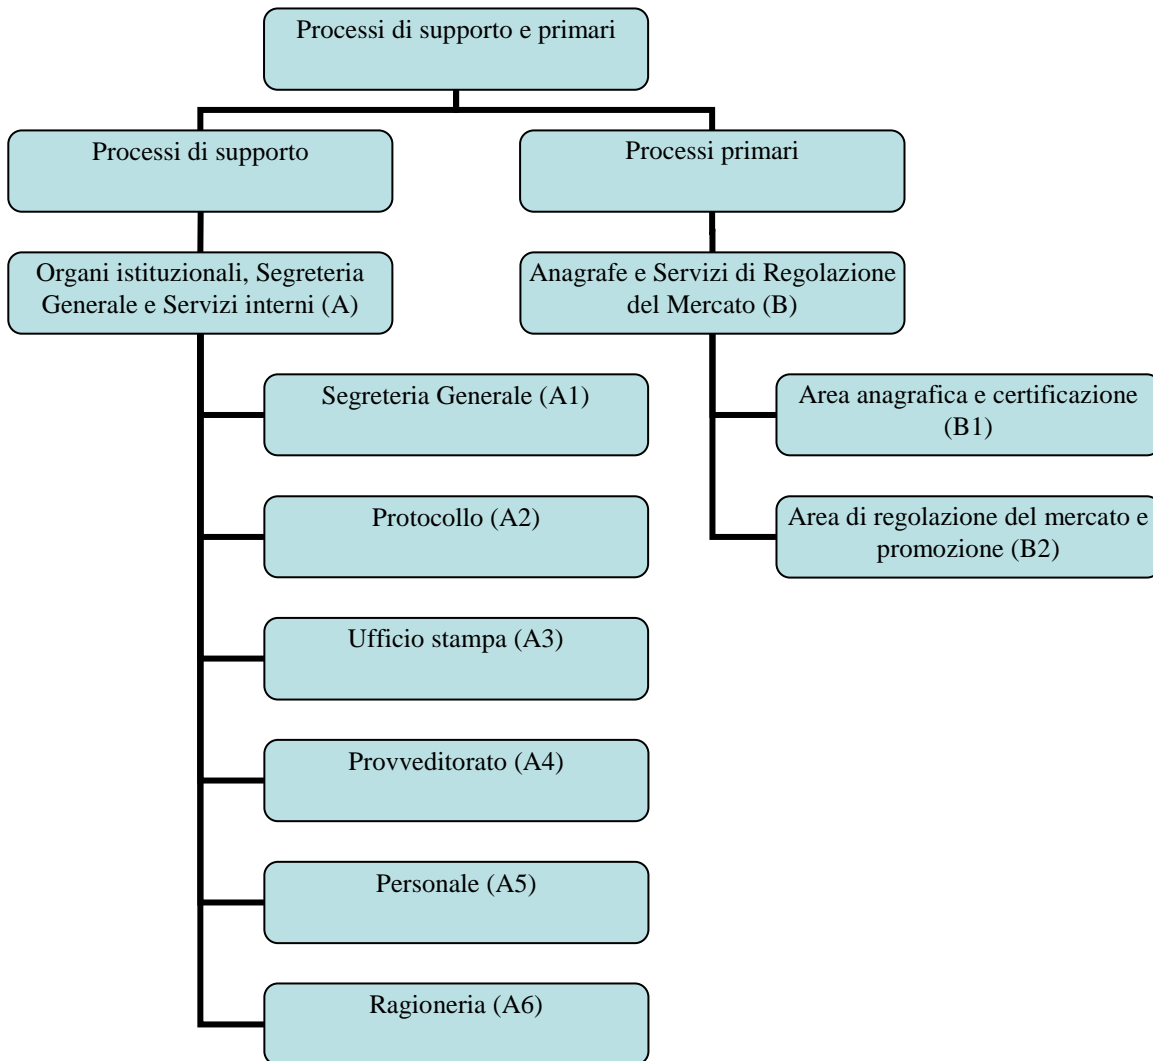 Processi di supporto e primari
Processi di supporto
Processi primari
Organi istituzionali, Segreteria
Generale e Servizi interni (A)
Anagrafe e Servizi di Regolazione
del Mercato (B)
Segreteria Generale (A1)
Protocollo (A2)
Ufficio stampa (A3)
Provveditorato (A4)
Personale (A5)
Ragioneria (A6)
Area anagrafica e certificazione
(B1)
Area di regolazione del mercato e
promozione (B2)